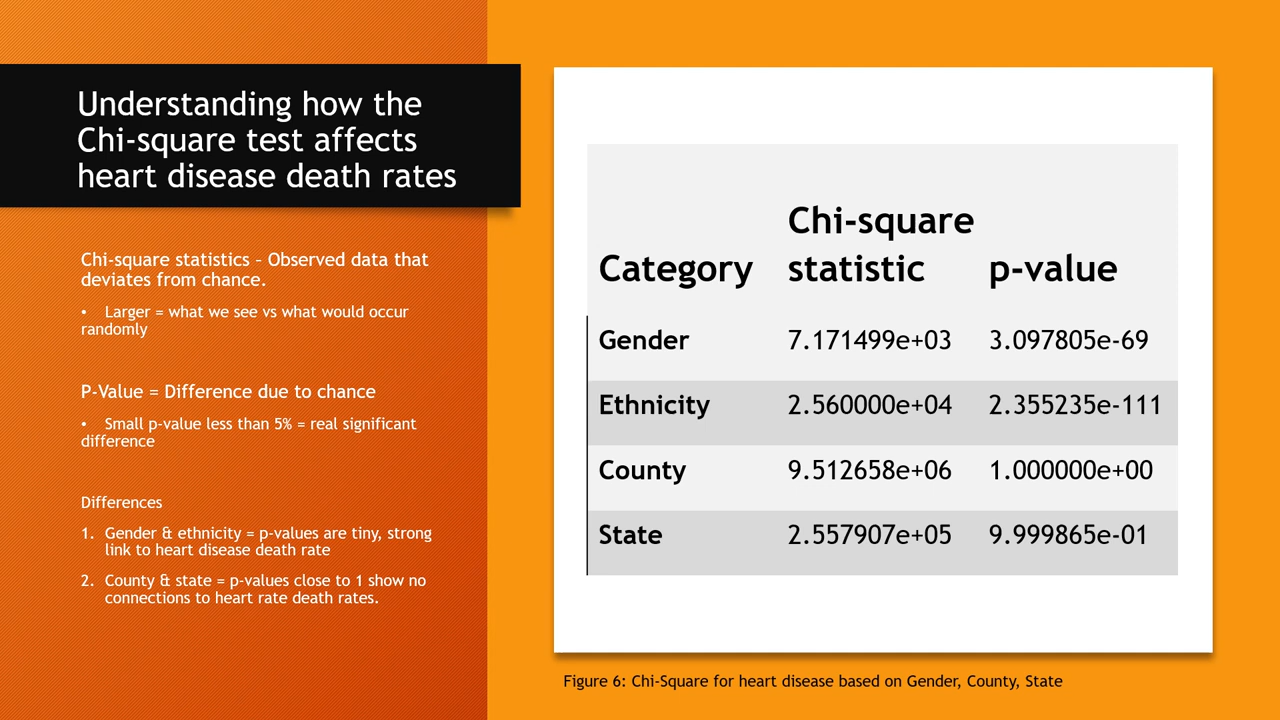 Understanding how the
Chi-square test affects
heart disease death rates
Chi-square statistics – Observed data that
deviates from chance.
• Larger = what we see vs what would occur
randomly
P-Value = Difference due to chance
• Small p-value less than 5% = real significant
difference
Differences
1. Gender & ethnicity = p-values are tiny, strong
link to heart disease death rate
2. County & state = p-values close to 1 show no
connections to heart rate death rates.
Chi-square
Category statistic p-value
Gender 7.171499e+03 3.097805e-69
Ethnicity 2.560000e+04 2.355235e-111
County 9.512658e+06 1.000000e+00
State 2.557907e+05 9.999865e-01
Figure 6: Chi-Square for heart disease based on Gender, County, State